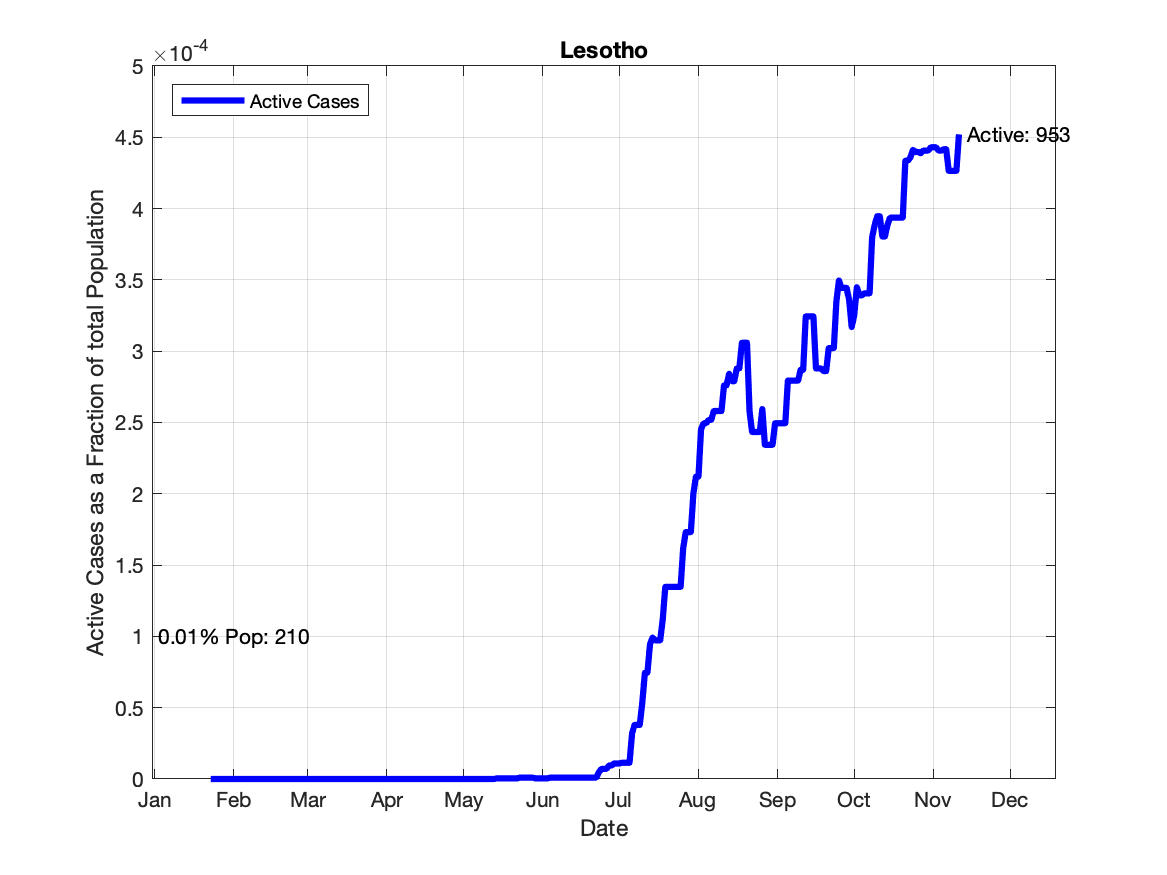 Lesotho
×10-4
Active Cases
5
4.5
4
3.5
3
2.5
2
1.5
1
0.5
0
Active: 953
0.01% Pop: 210
Active Cases as a Fraction of total Population
Jan Feb Mar Apr May Jun Jul Aug Sep Oct Nov Dec
Date